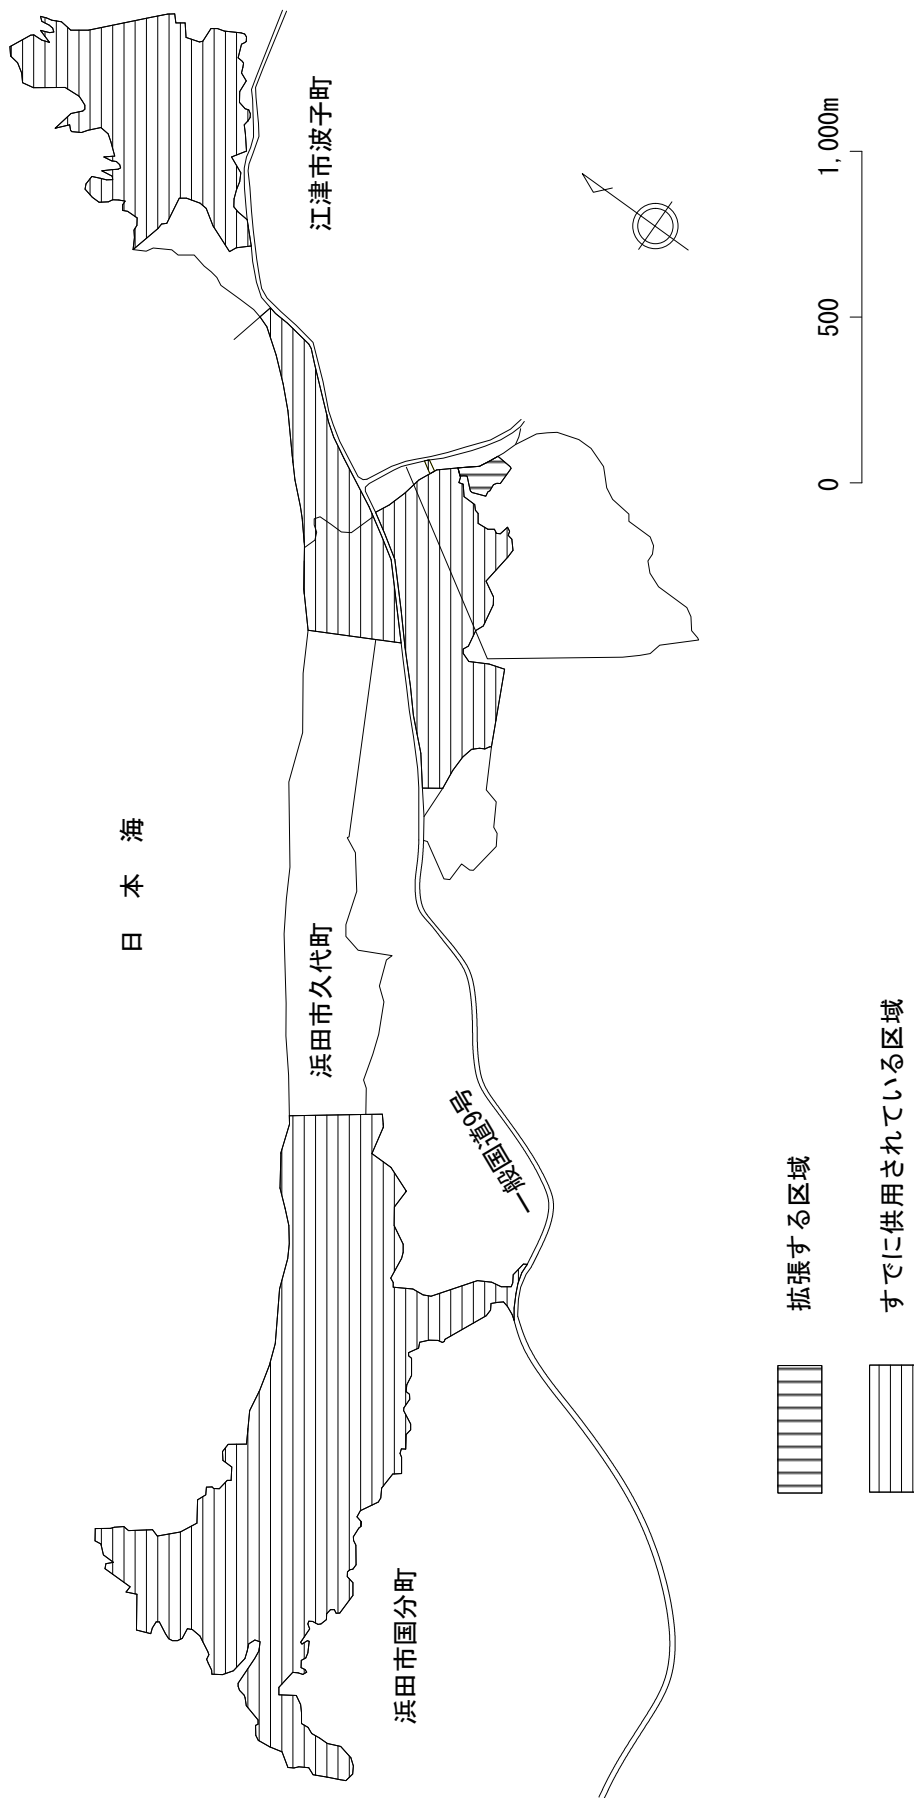 日本海
江津市波子町
浜田市久代町
一般国道9号
浜田市国分町
0 500 1,000m
拡張する区域
すでに供用されている区域